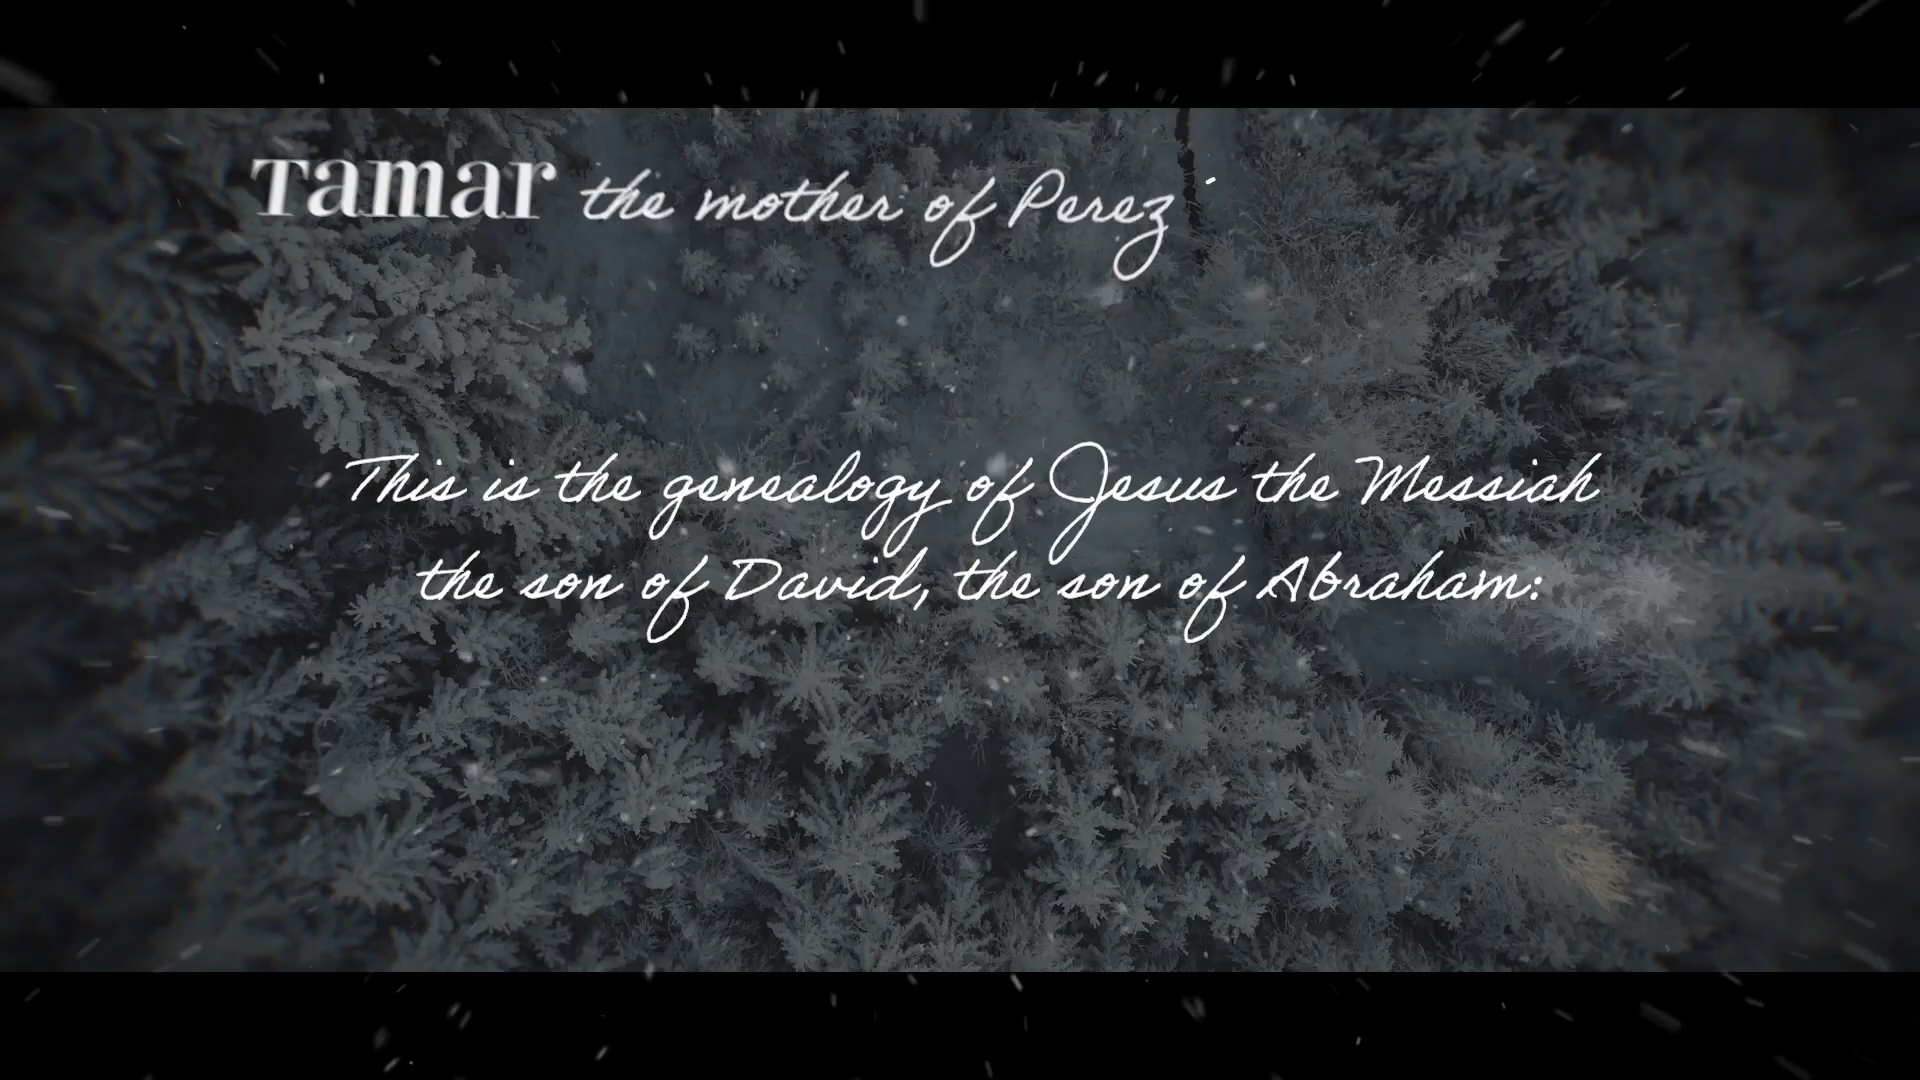 Tamar the mother of Perez
This is the genealogy of Jesus the Messiah
the son of David, the son of Abraham: